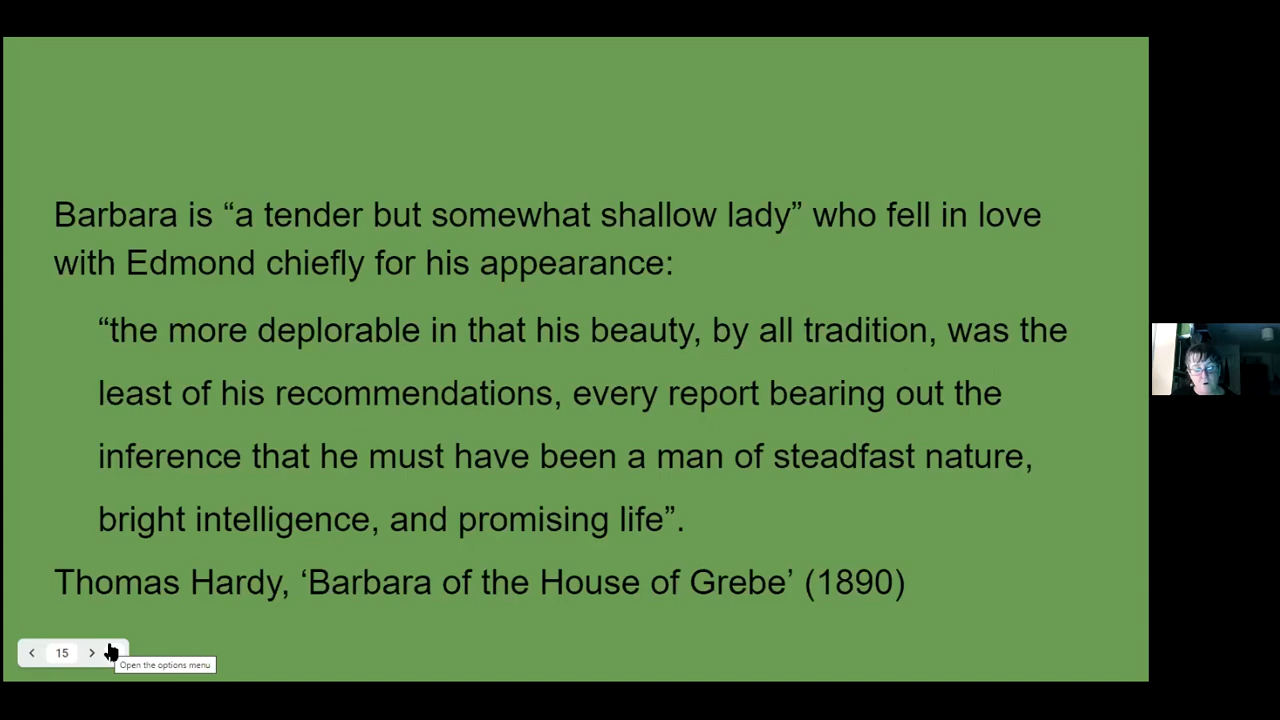 Barbara is “a tender but somewhat shallow lady” who fell in love
with Edmond chiefly for his appearance:
“the more deplorable in that his beauty, by all tradition, was the
least of his recommendations, every report bearing out the
inference that he must have been a man of steadfast nature,
bright intelligence, and promising life”.
Thomas Hardy, ‘Barbara of the House of Grebe’ (1890)
15
Open the options menu